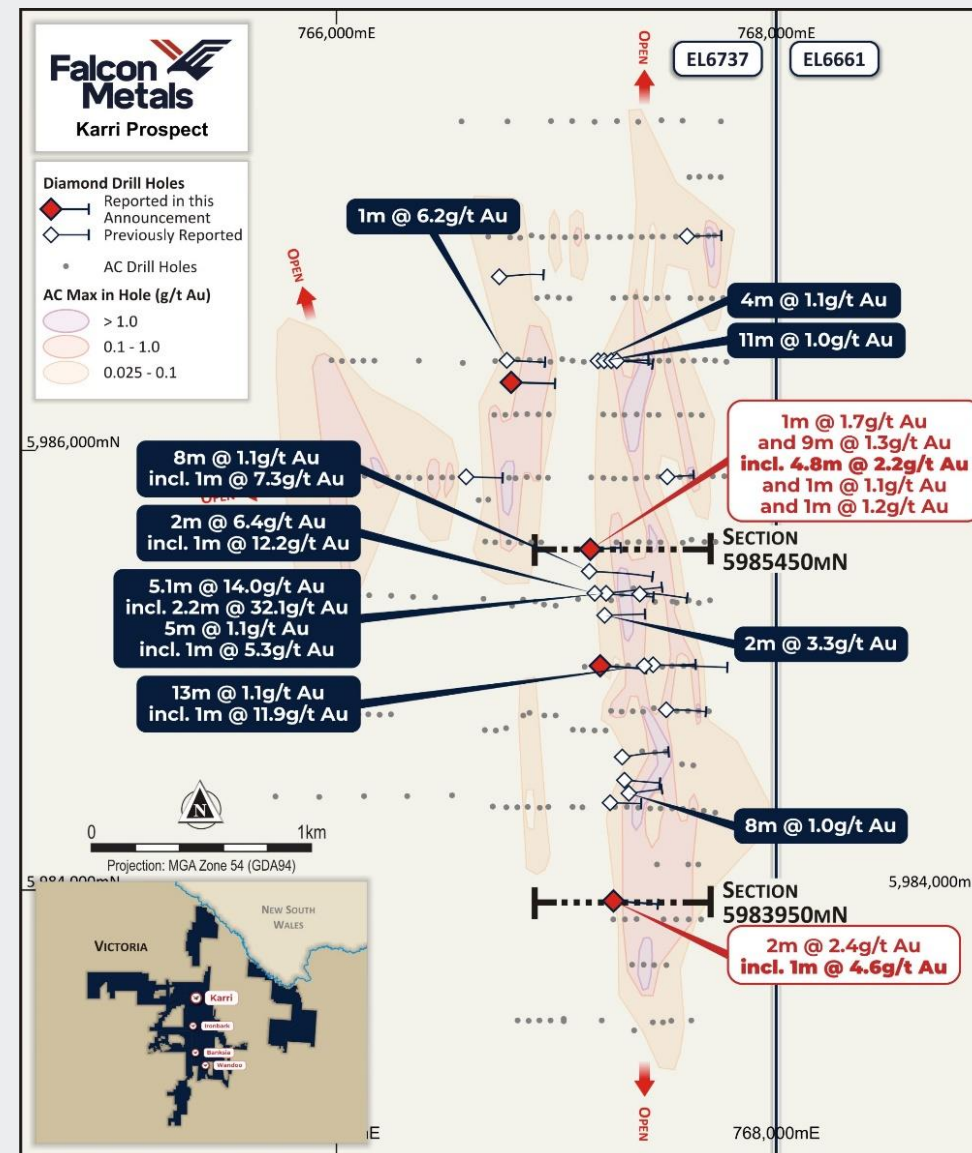 766,000mE
768,000mE
Falcon
Metals
Karri Prospect
OPEN
EL6737
EL6661
Diamond Drill Holes
Reported in this
Announcement
Previously Reported
AC Drill Holes
AC Max in Hole (g/t Au)
> 1.0
0.1 - 1.0
0.025 - 0.1
1m @ 6.2g/t Au
OPEN
4m @ 1.1g/t Au
11m @ 1.0g/t Au
5,986,000mN
1m @ 1.7g/t Au
and 9m @ 1.3g/t Au
incl. 4.8m @ 2.2g/t Au
and 1m @ 1.1g/t Au
and 1m @ 1.2g/t Au
8m @ 1.1g/t Au
incl. 1m @ 7.3g/t Au
OPEN
2m @ 6.4g/t Au
incl. 1m @ 12.2g/t Au
SECTION
5985450mN
5.1m @ 14.0g/t Au
incl. 2.2m @ 32.1g/t Au
5m @ 1.1g/t Au
incl. 1m @ 5.3g/t Au
2m @ 3.3g/t Au
13m @ 1.1g/t Au
incl. 1m @ 11.9g/t Au
N
0
1km
Projection: MGA Zone 54 (GDA94)
8m @ 1.0g/t Au
5,984,000mN
5,984,000m
SECTION
5983950mN
2m @ 2.4g/t Au
incl. 1m @ 4.6g/t Au
NEW SOUTH
WALES
VICTORIA
Karri
Ironbark
Banksia
Wandoo
OPEN
E
768,000mE